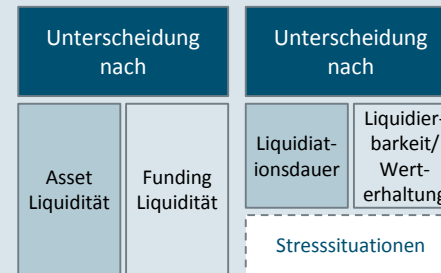 Unterscheidung
nach
Unterscheidung
nach
Asset
Liquidität
Funding
Liquidität
Liquidiat-
ionsdauer
Liquidier-
barkeit/
Wert-
erhaltung
Stresssituationen